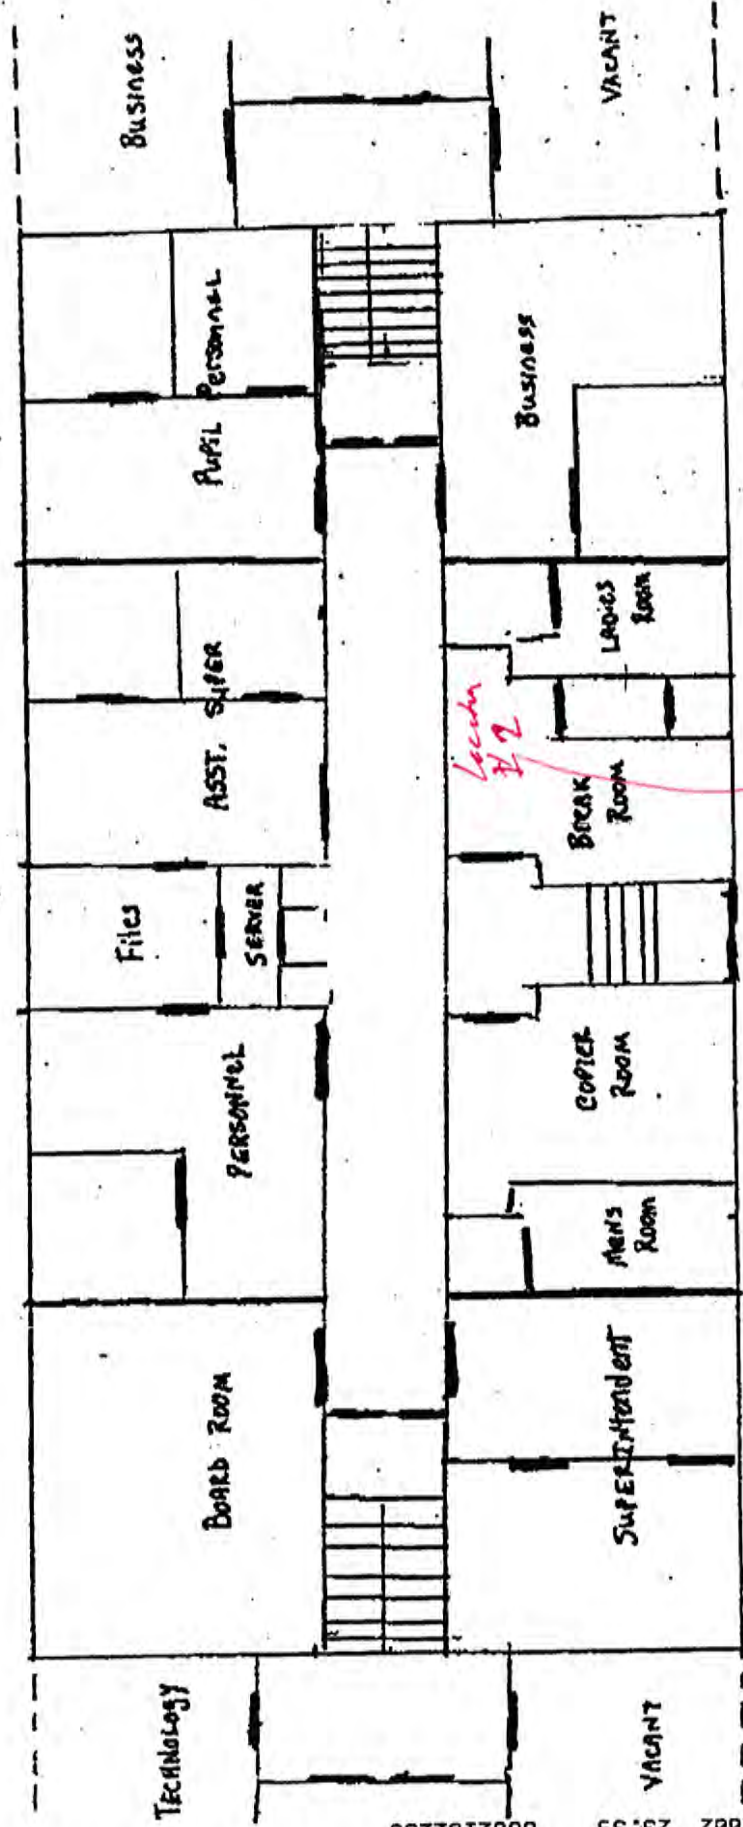 Business
VACANT
Pupil Personnel
Business
LADIES
ROOM
ASST. SUPER
#2
BREAK
ROOM
Files
SERVER
PERSONNEL
COPIER
ROOM
MENS
ROOM
BOARD ROOM
SUPERINTENDENT
TECHNOLOGY
VACANT